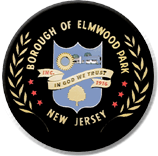 BOROUGH OF ELMWOOD PARK
INC. 1916
IN GOD WE TRUST
NEW JERSEY